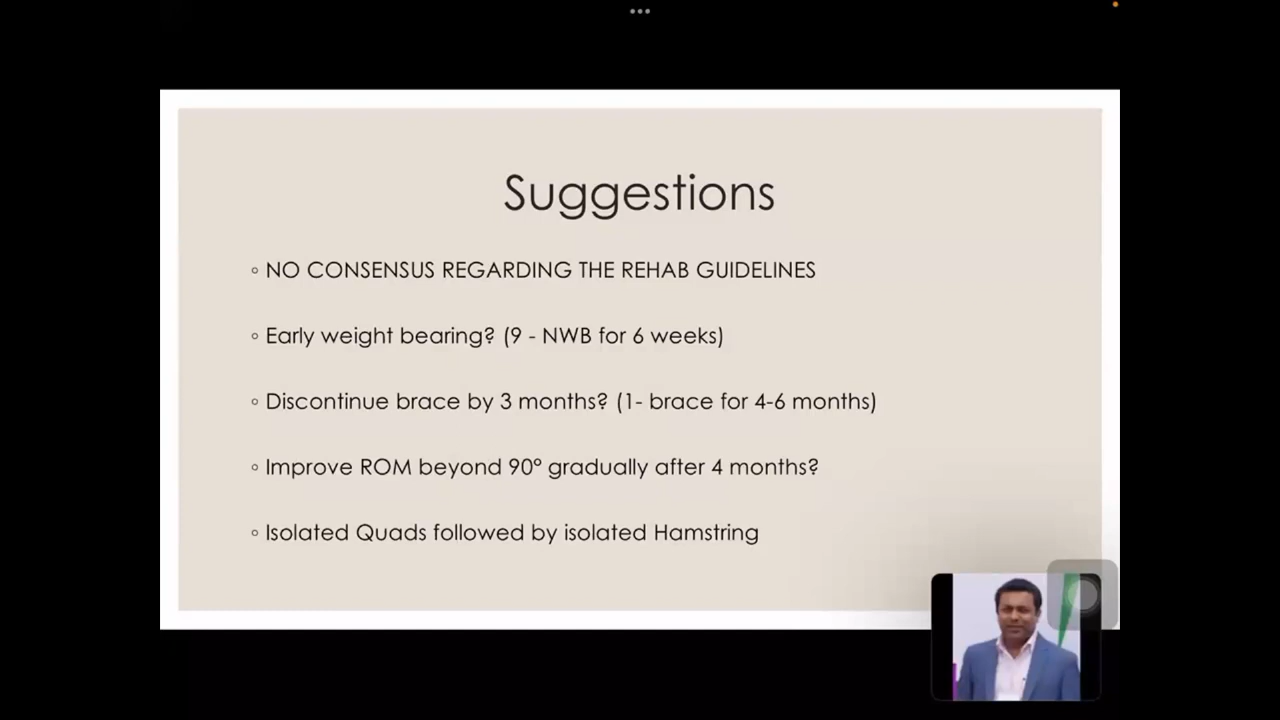 Suggestions
NO CONSENSUS REGARDING THE REHAB GUIDELINES
Early weight bearing? (9 - NWB for 6 weeks)
Discontinue brace by 3 months? (1- brace for 4-6 months)
Improve ROM beyond 90° gradually after 4 months?
Isolated Quads followed by isolated Hamstring